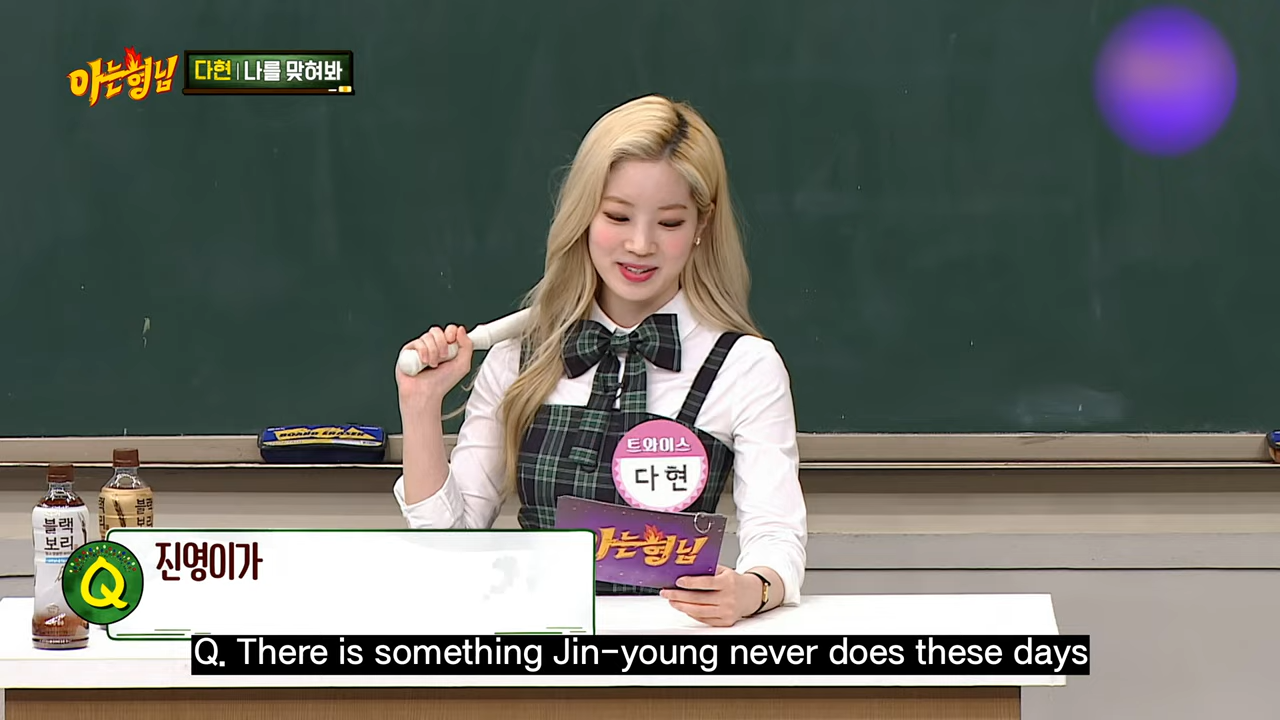 아는형님
다현 | 나를 맞혀봐
BOARD ERASER
트와이스
다현
블랙
보리
아는형님
Q
진영이가
Q. There is something Jin-young never does these days